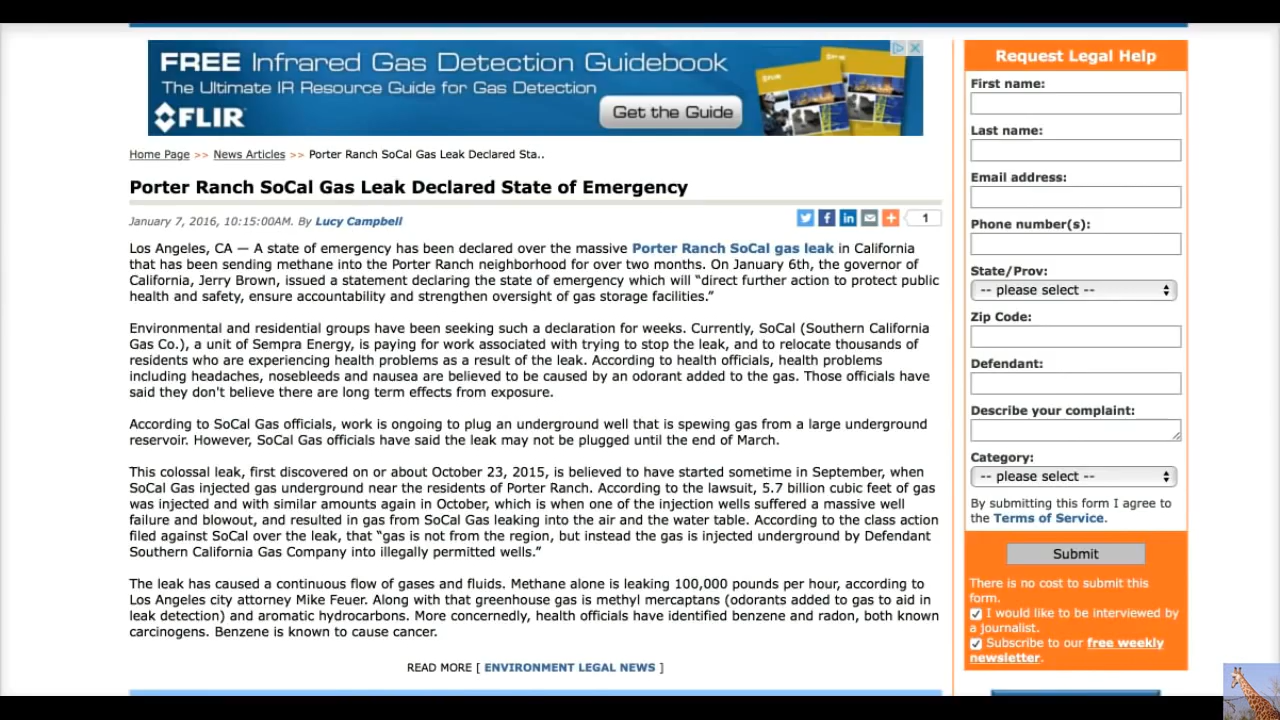 FREE Infrared Gas Detection Guidebook
The Ultimate IR Resource Guide for Gas Detection
FLIR
Get the Guide
Home Page >> News Articles >> Porter Ranch SoCal Gas Leak Declared Sta..
Porter Ranch SoCal Gas Leak Declared State of Emergency
January 7, 2016, 10:15:00AM. By Lucy Campbell
1
Los Angeles, CA — A state of emergency has been declared over the massive Porter Ranch SoCal gas leak in California
that has been sending methane into the Porter Ranch neighborhood for over two months. On January 6th, the governor of
California, Jerry Brown, issued a statement declaring the state of emergency which will “direct further action to protect public
health and safety, ensure accountability and strengthen oversight of gas storage facilities.”
Environmental and residential groups have been seeking such a declaration for weeks. Currently, SoCal (Southern California
Gas Co.), a unit of Sempra Energy, is paying for work associated with trying to stop the leak, and to relocate thousands of
residents who are experiencing health problems as a result of the leak. According to health officials, health problems
including headaches, nosebleeds and nausea are believed to be caused by an odorant added to the gas. Those officials have
said they don't believe there are long term effects from exposure.
According to SoCal Gas officials, work is ongoing to plug an underground well that is spewing gas from a large underground
reservoir. However, SoCal Gas officials have said the leak may not be plugged until the end of March.
This colossal leak, first discovered on or about October 23, 2015, is believed to have started sometime in September, when
SoCal Gas injected gas underground near the residents of Porter Ranch. According to the lawsuit, 5.7 billion cubic feet of gas
was injected and with similar amounts again in October, which is when one of the injection wells suffered a massive well
failure and blowout, and resulted in gas from SoCal Gas leaking into the air and the water table. According to the class action
filed against SoCal over the leak, that “gas is not from the region, but instead the gas is injected underground by Defendant
Southern California Gas Company into illegally permitted wells.”
The leak has caused a continuous flow of gases and fluids. Methane alone is leaking 100,000 pounds per hour, according to
Los Angeles city attorney Mike Feuer. Along with that greenhouse gas is methyl mercaptans (odorants added to gas to aid in
leak detection) and aromatic hydrocarbons. More concernedly, health officials have identified benzene and radon, both known
carcinogens. Benzene is known to cause cancer.
READ MORE [ ENVIRONMENT LEGAL NEWS ]
Request Legal Help
First name:
Last name:
Email address:
Phone number(s):
State/Prov:
-- please select --
Zip Code:
Defendant:
Describe your complaint:
Category:
-- please select --
By submitting this form I agree to
the Terms of Service.
Submit
There is no cost to submit this
form.
I would like to be interviewed by
a journalist.
Subscribe to our free weekly
newsletter.